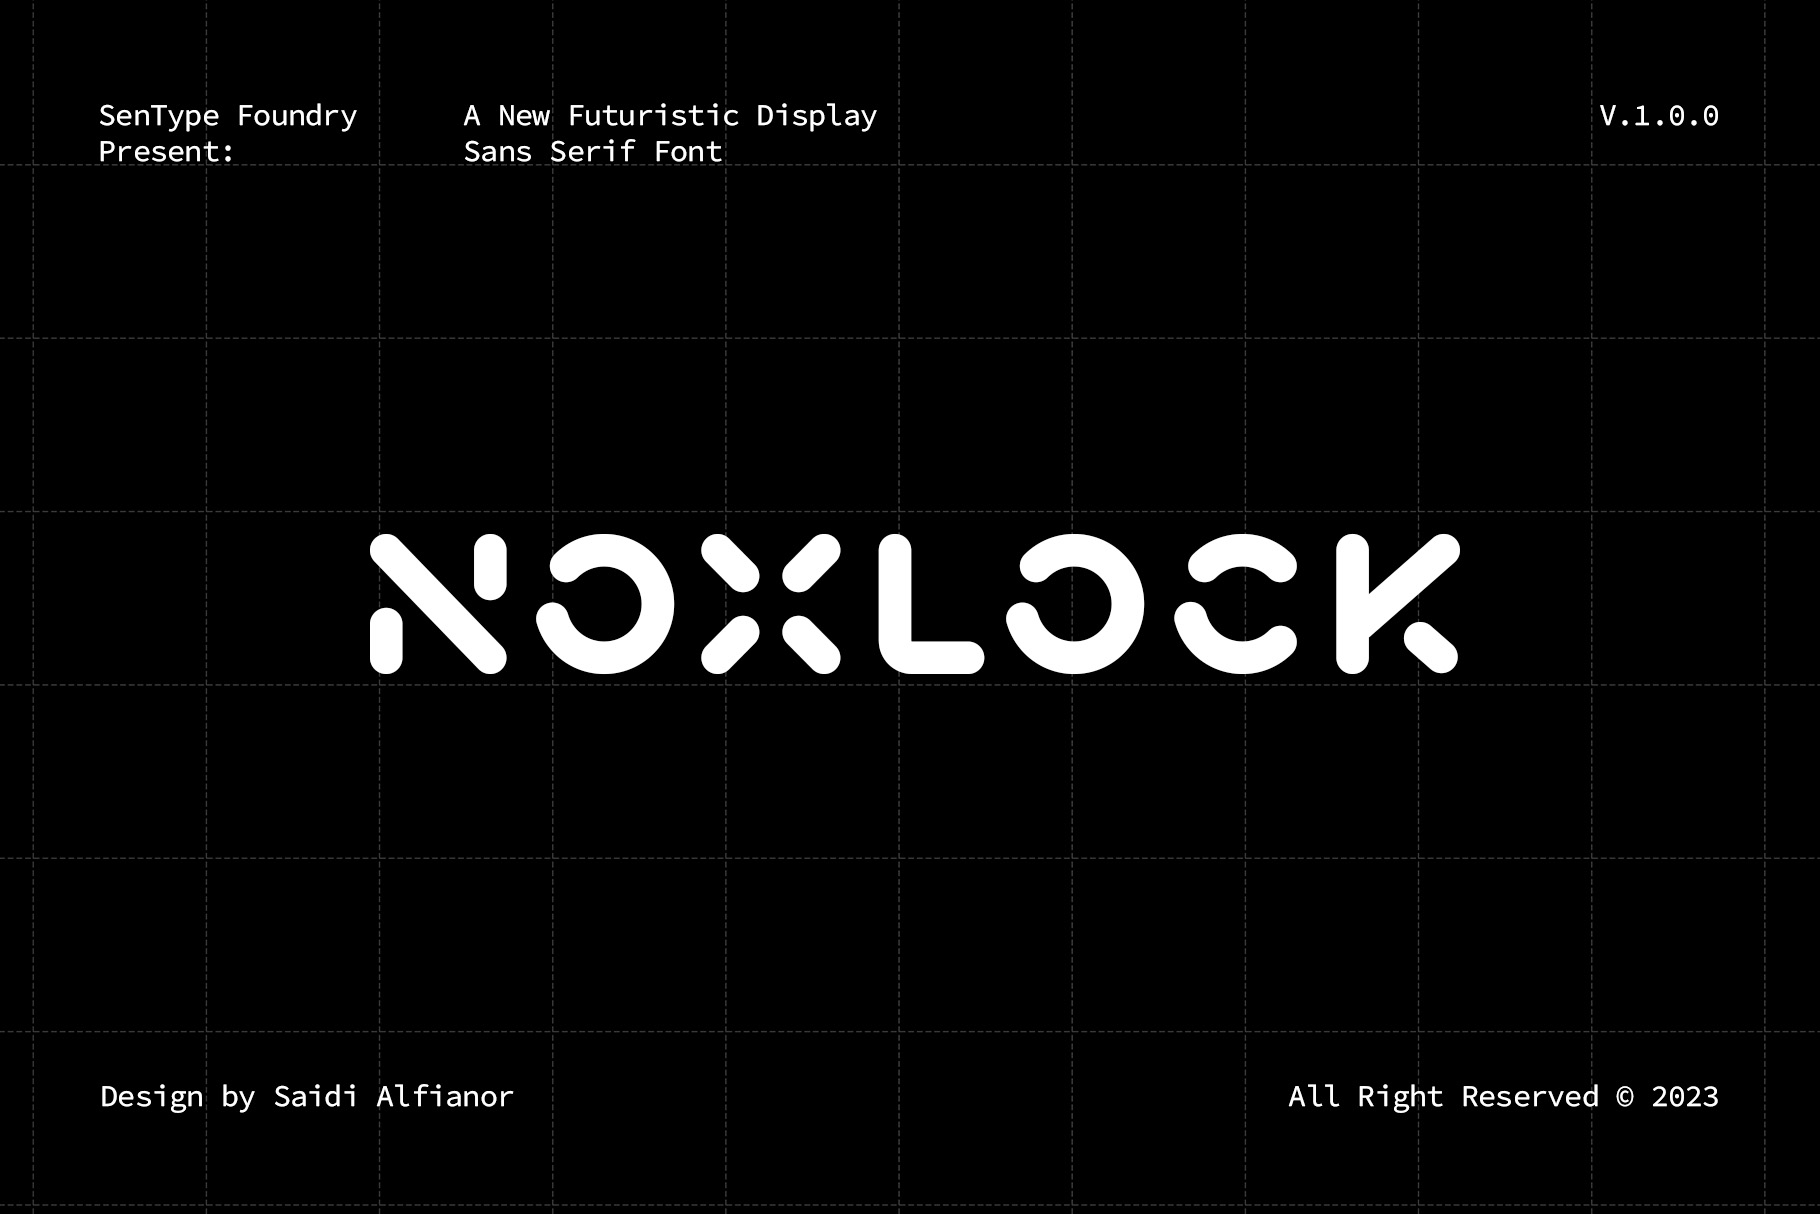 SenType Foundry
Present:
A New Futuristic Display
Sans Serif Font
V.1.0.0
NOXLOCK
Design by Saidi Alfianor
All Right Reserved © 2023